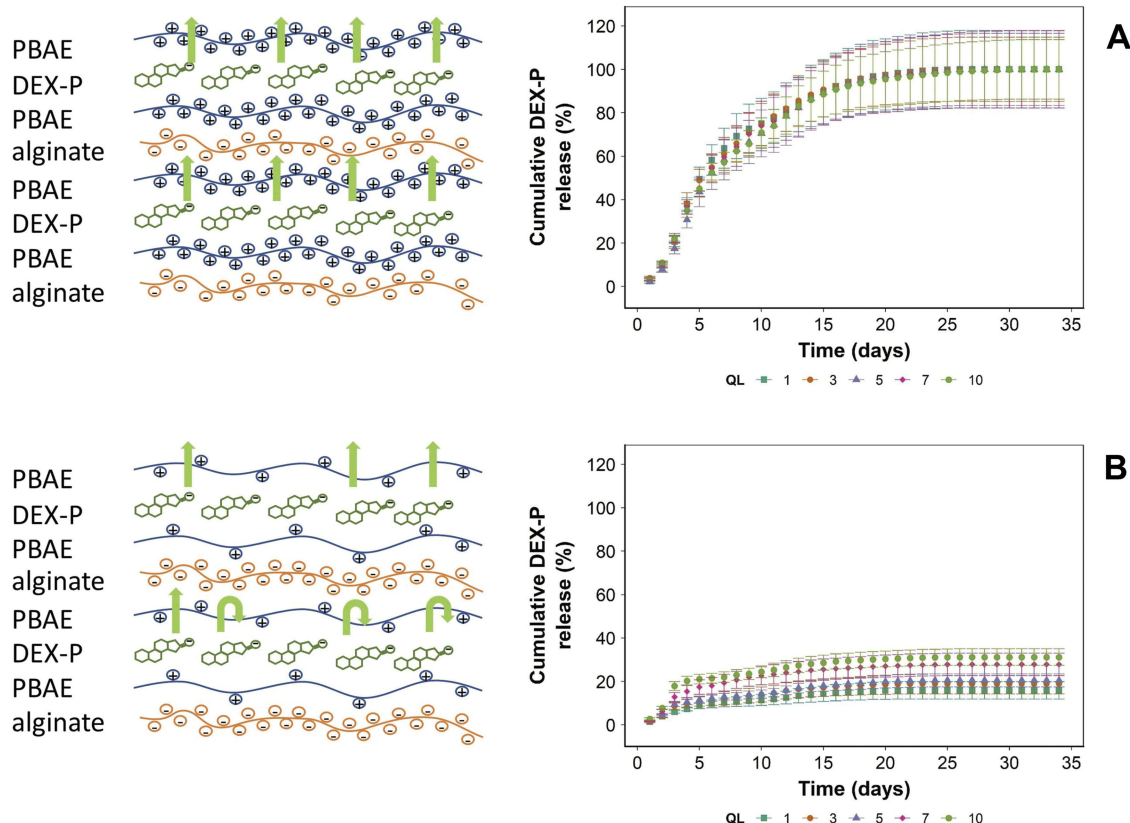 PBAE
DEX-P
PBAE
alginate
PBAE
DEX-P
PBAE
alginate
A
Cumulative DEX-P
release (%)
120
100
80
60
40
20
0
0 5 10 15 20 25 30 35
Time (days)
QL 1 3 5 7 10
PBAE
DEX-P
PBAE
alginate
PBAE
DEX-P
PBAE
alginate
B
Cumulative DEX-P
release (%)
120
100
80
60
40
20
0
0 5 10 15 20 25 30 35
Time (days)
QL 1 3 5 7 10